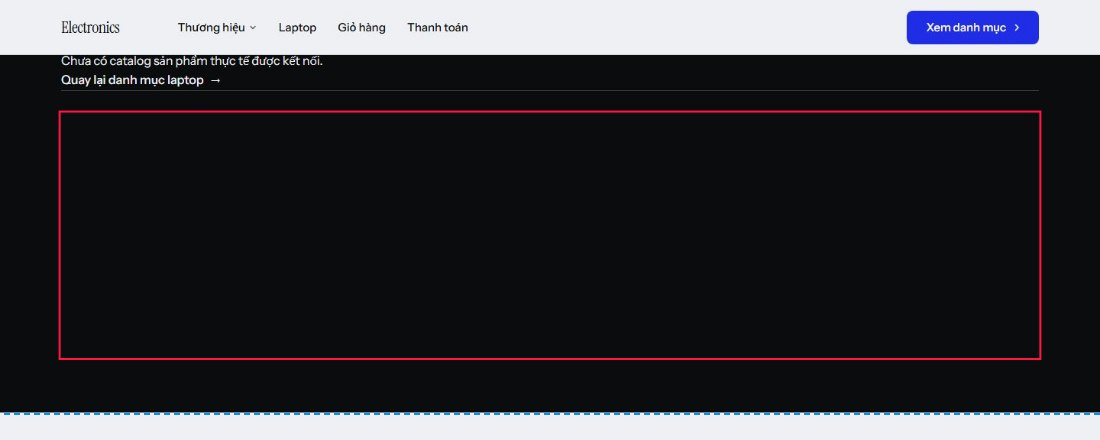 Electronics
Thương hiệu Laptop Giỏ hàng Thanh toán Xem danh mục
Chưa có catalog sản phẩm thực tế được kết nối.
Quay lại danh mục laptop →